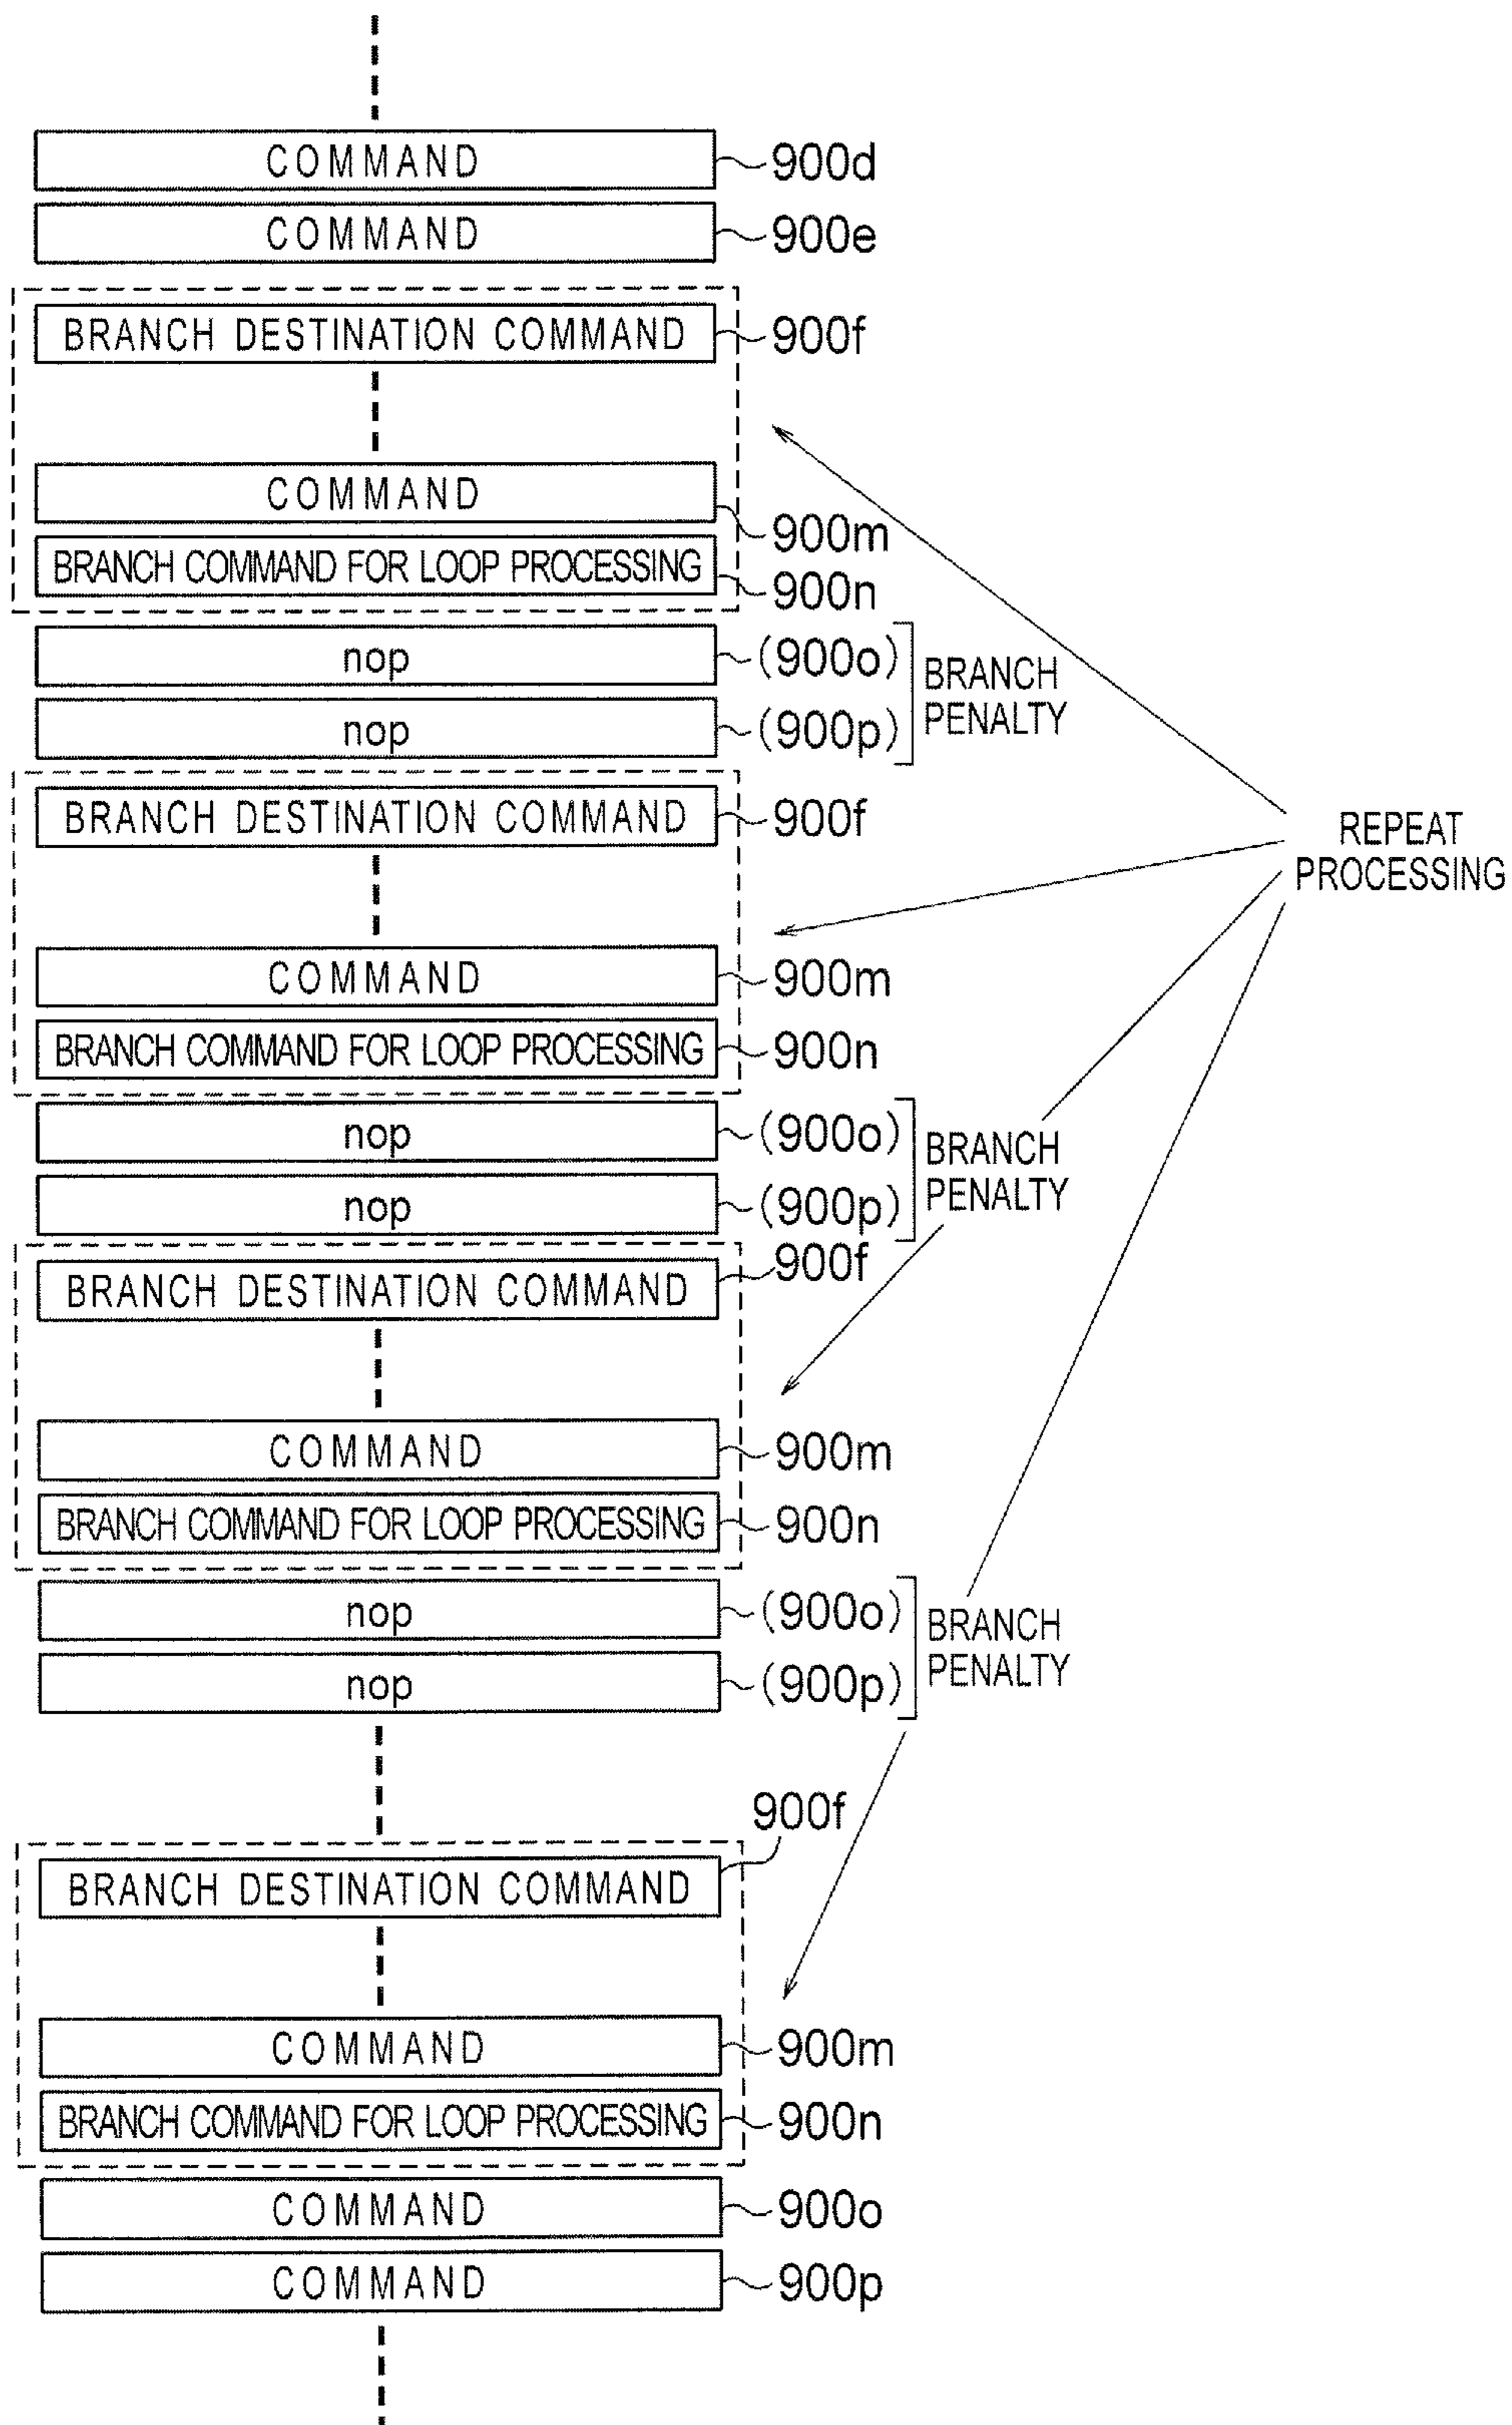 COMMAND 900d
COMMAND 900e
BRANCH DESTINATION COMMAND 900f
COMMAND 900m
BRANCH COMMAND FOR LOOP PROCESSING 900n
nop (900o)
nop (900p)
BRANCH
PENALTY
BRANCH DESTINATION COMMAND 900f
REPEAT
PROCESSING
COMMAND 900m
BRANCH COMMAND FOR LOOP PROCESSING 900n
nop (900o)
nop (900p)
BRANCH
PENALTY
BRANCH DESTINATION COMMAND 900f
COMMAND 900m
BRANCH COMMAND FOR LOOP PROCESSING 900n
nop (900o)
nop (900p)
BRANCH
PENALTY
900f
BRANCH DESTINATION COMMAND
COMMAND 900m
BRANCH COMMAND FOR LOOP PROCESSING 900n
COMMAND 900o
COMMAND 900p